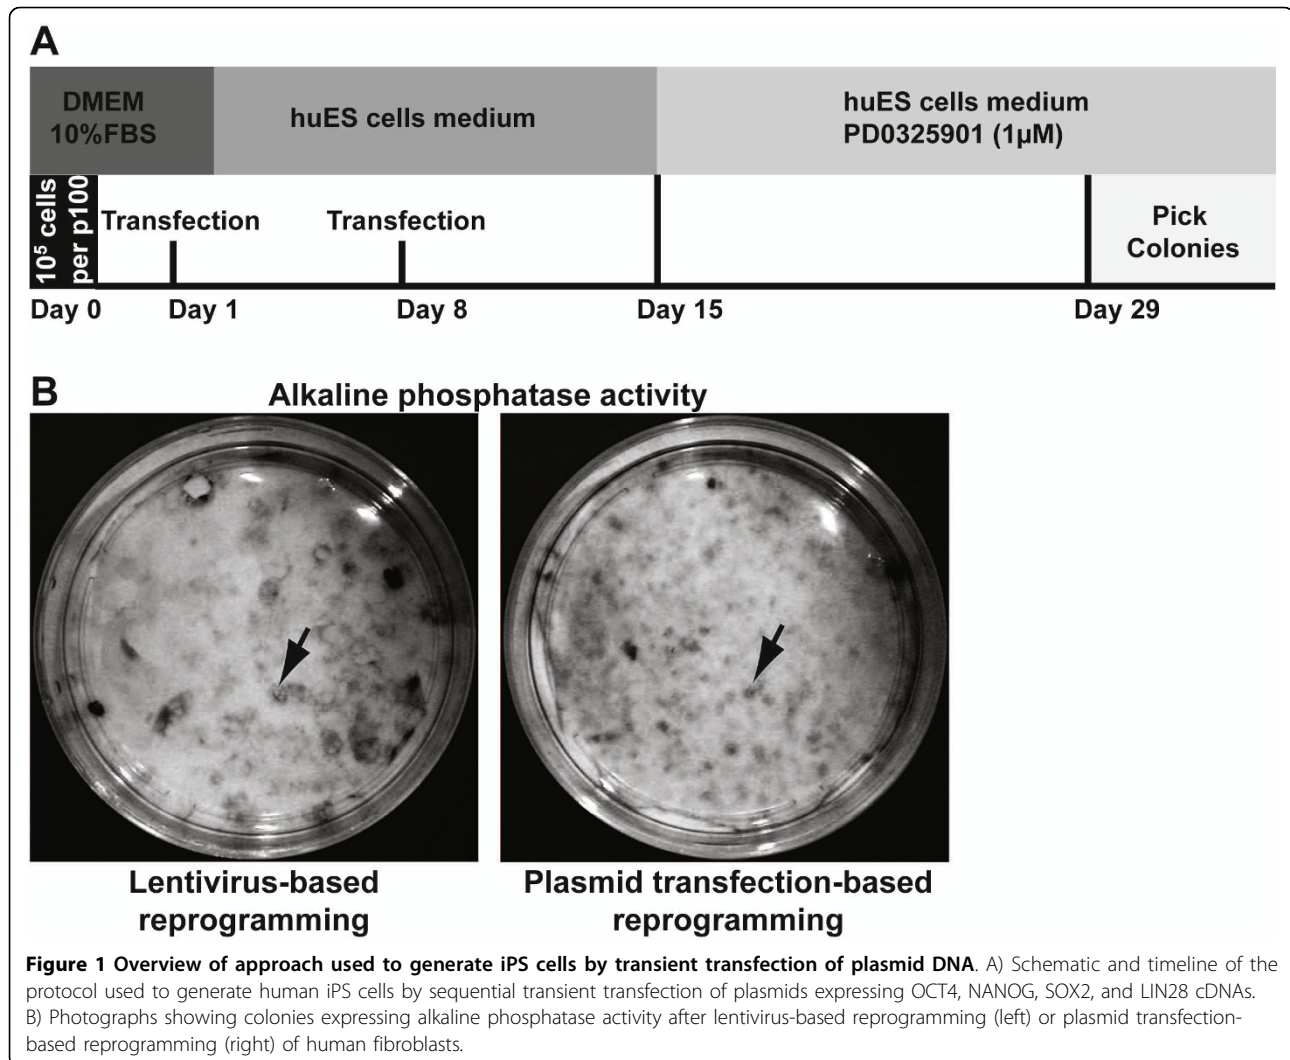 A
DMEM
10%FBS
huES cells medium
huES cells medium
PD0325901 (1µM)
10⁵ cells
per p100
Transfection
Transfection
Pick
Colonies
Day 0
Day 1
Day 8
Day 15
Day 29
B
Alkaline phosphatase activity
Lentivirus-based
reprogramming
Plasmid transfection-based
reprogramming
Figure 1 Overview of approach used to generate iPS cells by transient transfection of plasmid DNA. A) Schematic and timeline of the
protocol used to generate human iPS cells by sequential transient transfection of plasmids expressing OCT4, NANOG, SOX2, and LIN28 cDNAs.
B) Photographs showing colonies expressing alkaline phosphatase activity after lentivirus-based reprogramming (left) or plasmid transfection-
based reprogramming (right) of human fibroblasts.